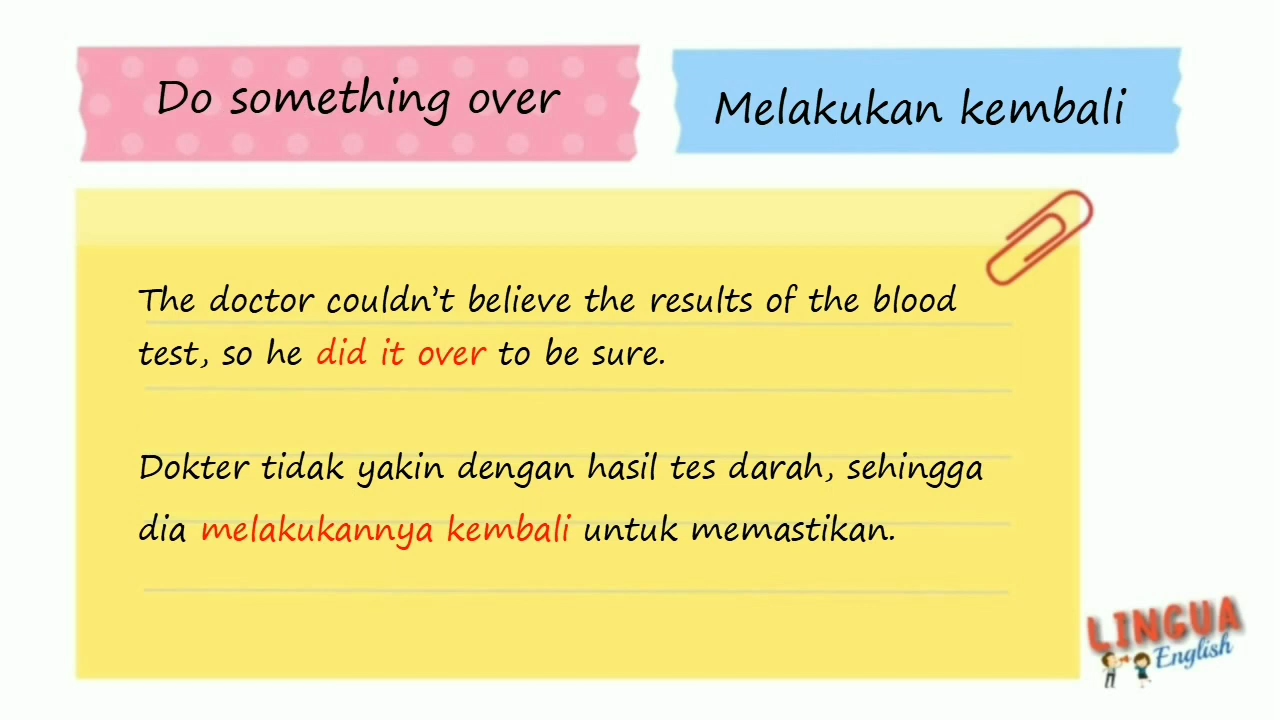 Do something over
Melakukan kembali
The doctor couldn't believe the results of the blood
test, so he did it over to be sure.
Dokter tidak yakin dengan hasil tes darah, sehingga
dia melakukannya kembali untuk memastikan.
LINGUA
English